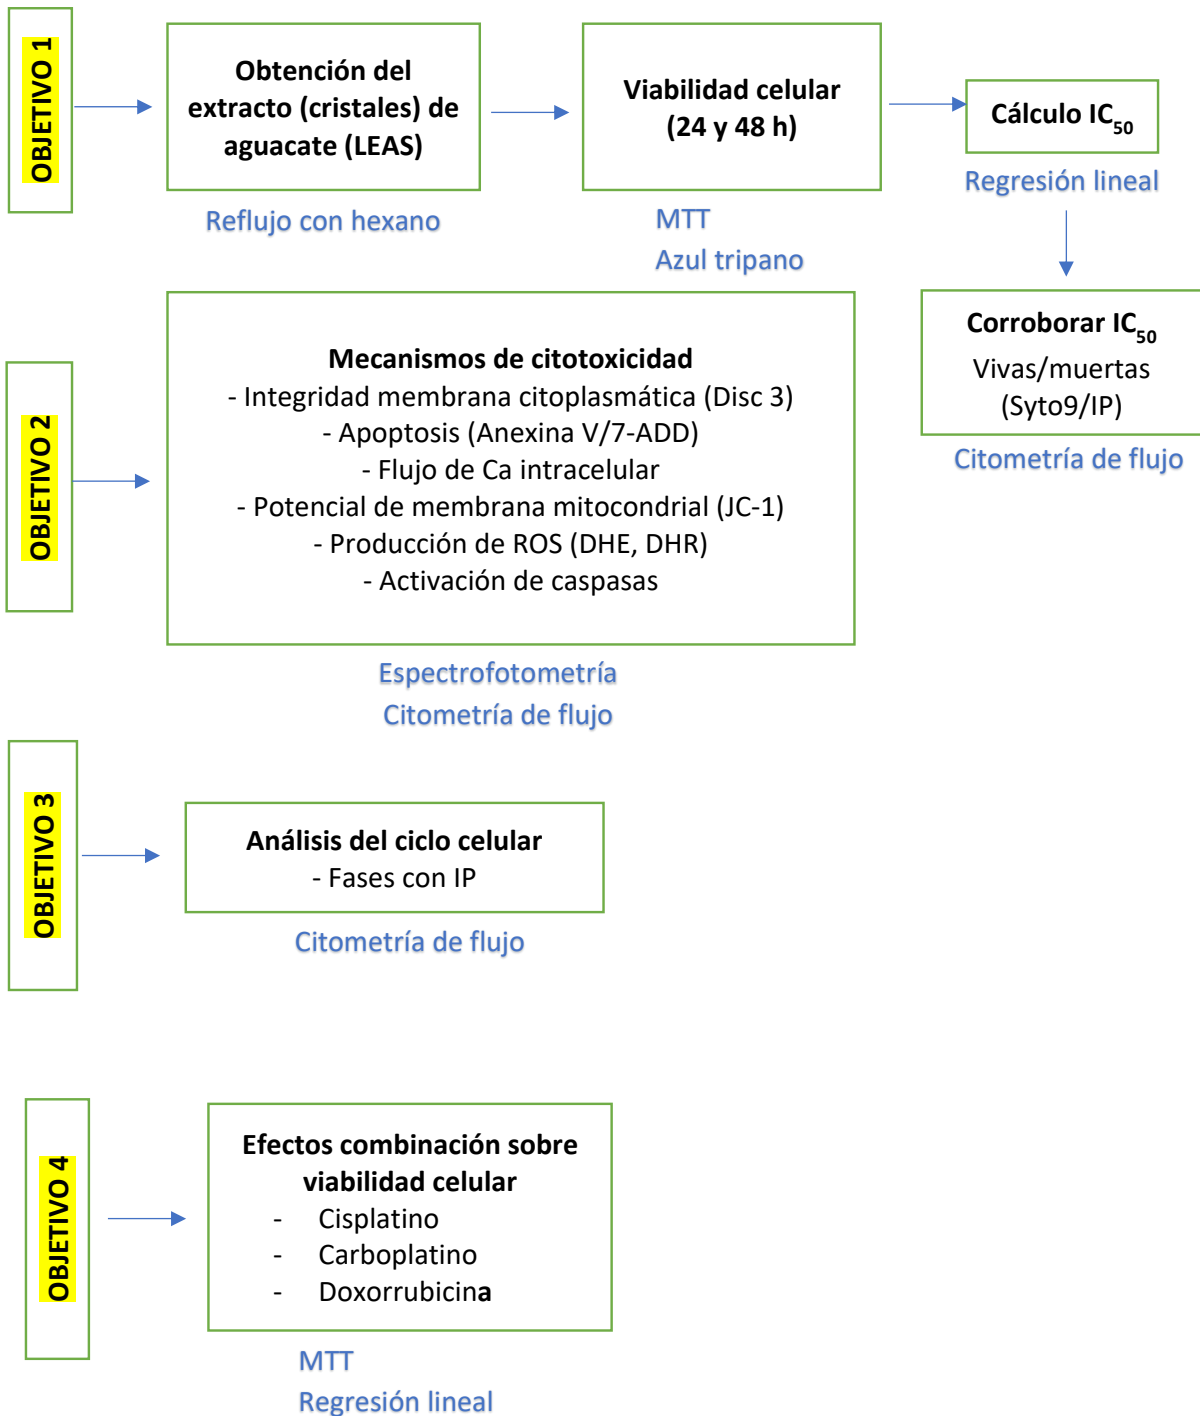 OBJETIVO 1
Obtención del
extracto (cristales) de
aguacate (LEAS)
Reflujo con hexano
Viabilidad celular
(24 y 48 h)
MTT
Azul tripano
Cálculo IC50
Regresión lineal
Corroborar IC50
Vivas/muertas
(Syto9/IP)
Citometría de flujo
OBJETIVO 2
Mecanismos de citotoxicidad
- Integridad membrana citoplasmática (Disc 3)
- Apoptosis (Anexina V/7-ADD)
- Flujo de Ca intracelular
- Potencial de membrana mitocondrial (JC-1)
- Producción de ROS (DHE, DHR)
- Activación de caspasas
Espectrofotometría
Citometría de flujo
OBJETIVO 3
Análisis del ciclo celular
- Fases con IP
Citometría de flujo
OBJETIVO 4
Efectos combinación sobre
viabilidad celular
- Cisplatino
- Carboplatino
- Doxorrubicina
MTT
Regresión lineal